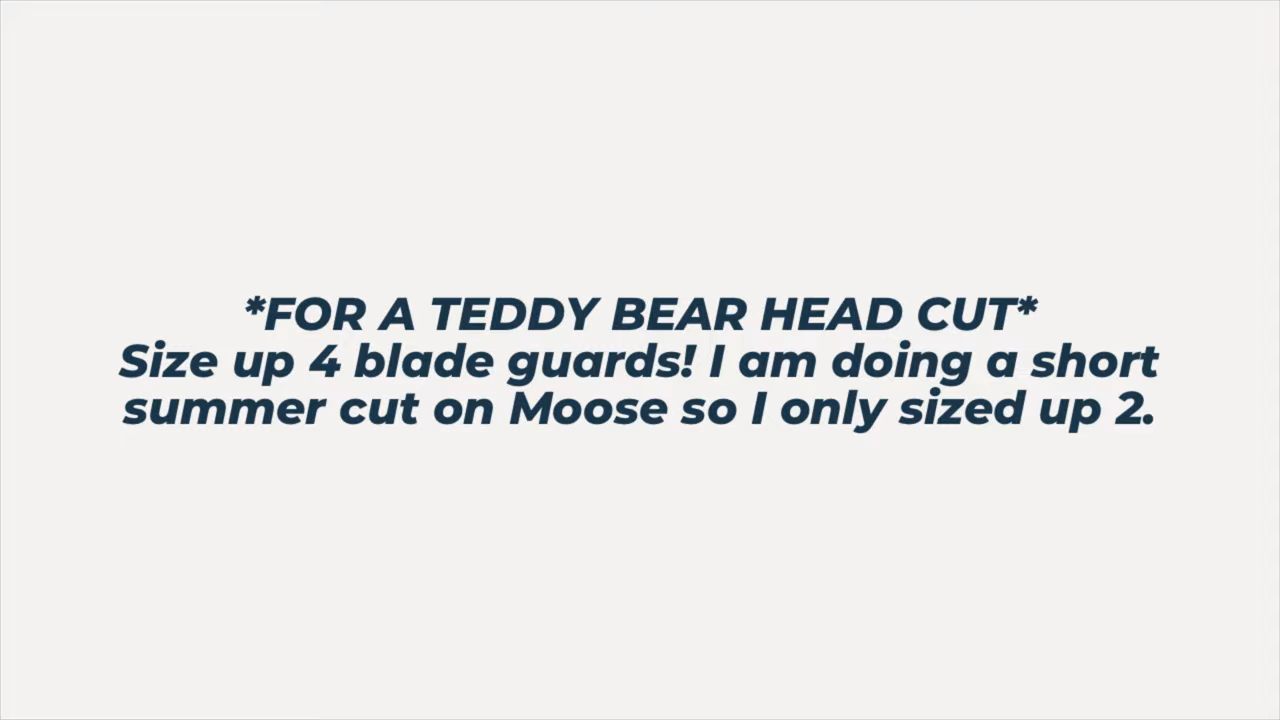 *FOR A TEDDY BEAR HEAD CUT*
Size up 4 blade guards! I am doing a short
summer cut on Moose so I only sized up 2.